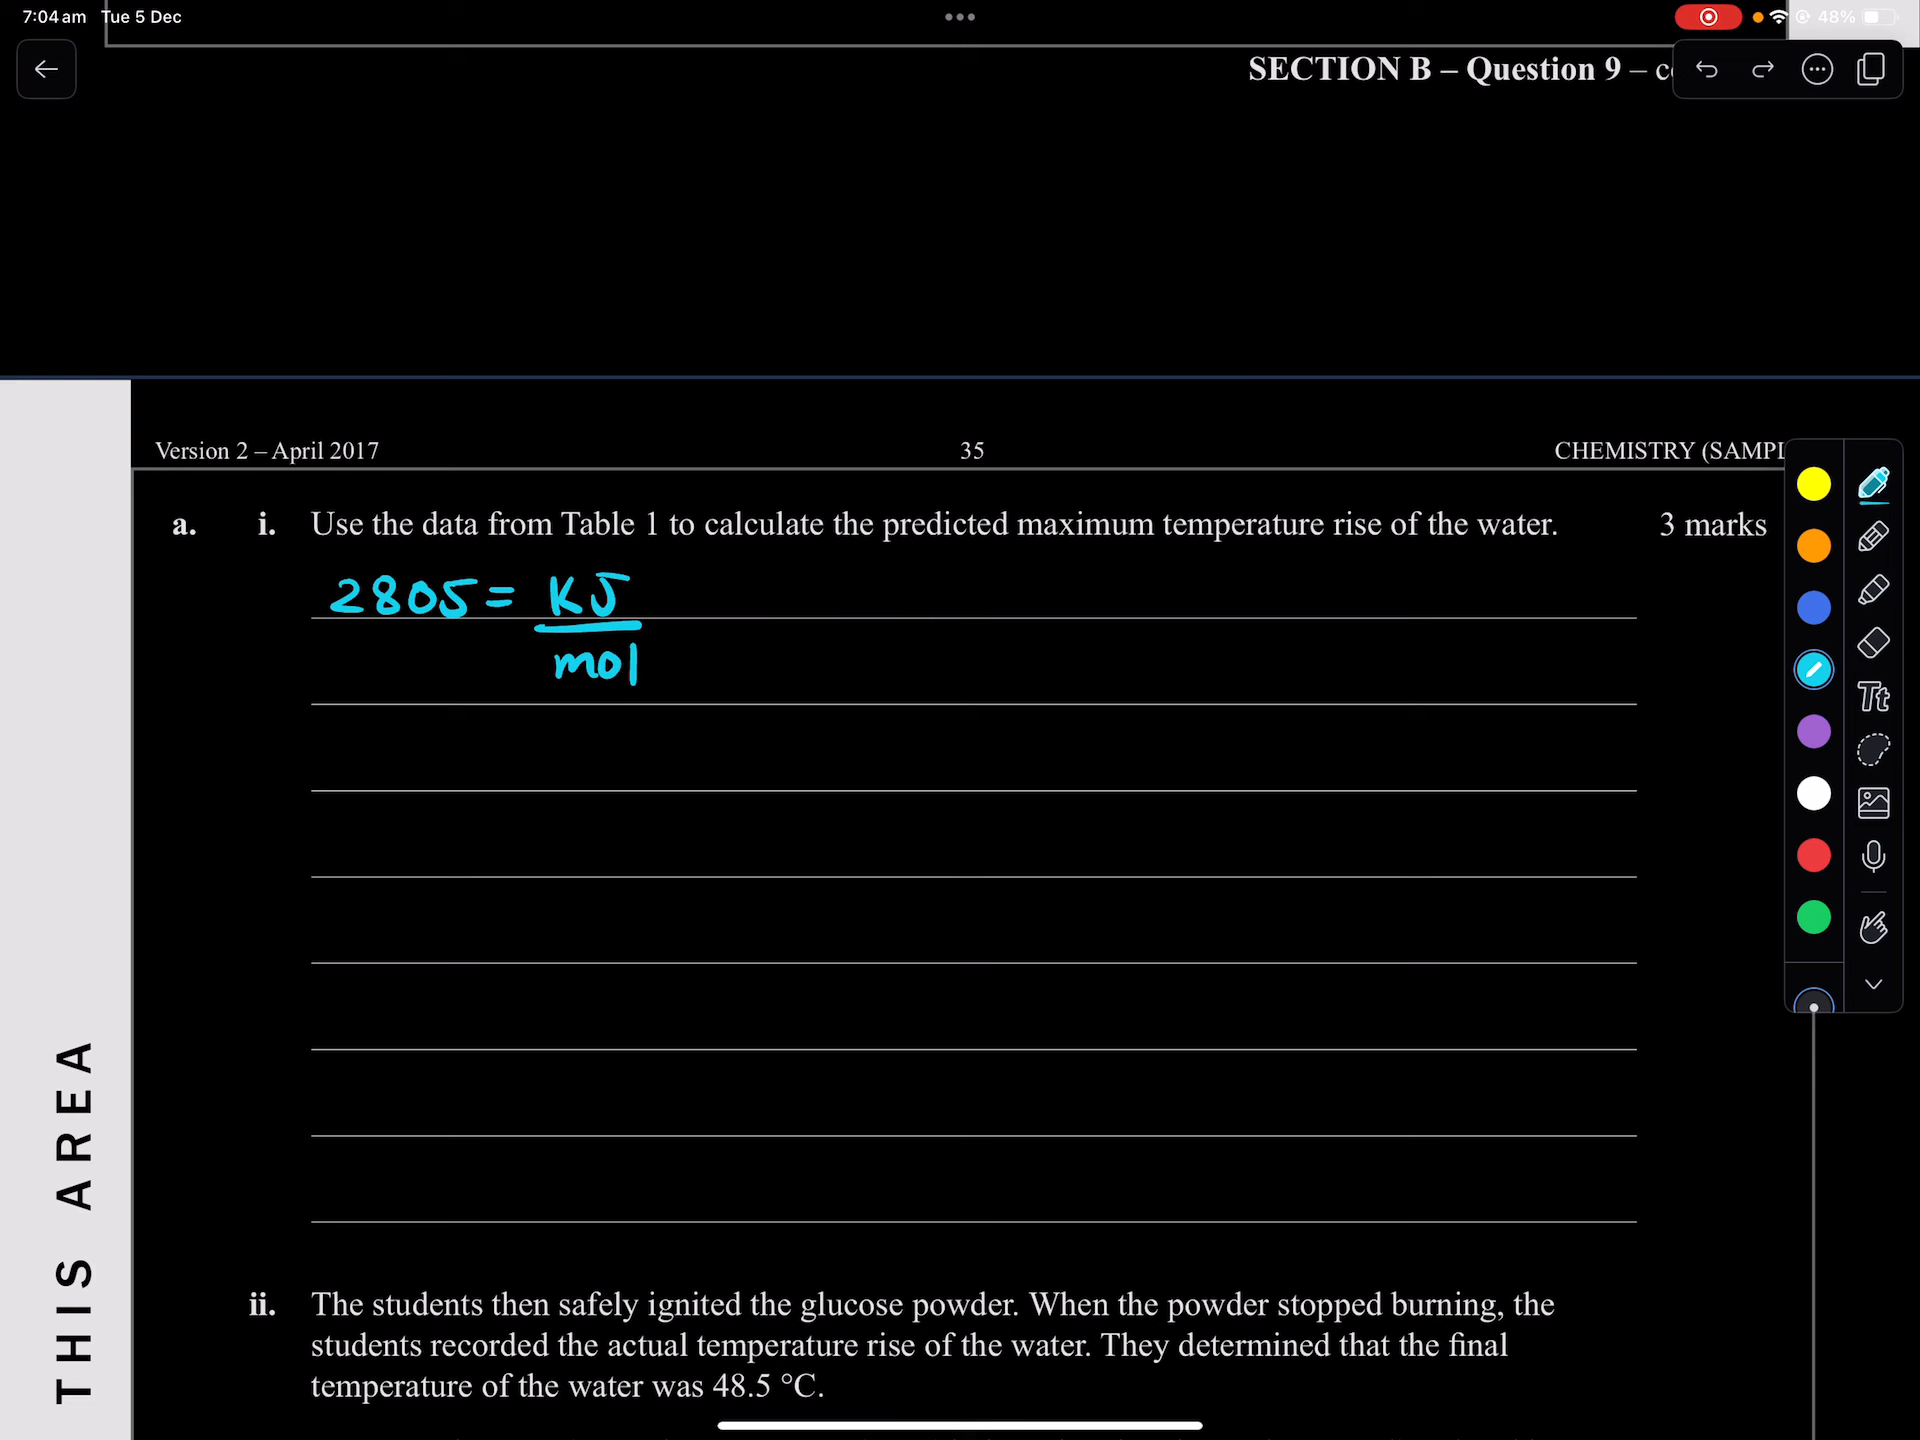 7:04 am Tue 5 Dec
48%
SECTION B – Question 9 –
Version 2 – April 2017 35 CHEMISTRY (SAMPL
a. i. Use the data from Table 1 to calculate the predicted maximum temperature rise of the water. 3 marks
2805 = KJ
mol
Tt
THIS AREA
ii. The students then safely ignited the glucose powder. When the powder stopped burning, the
students recorded the actual temperature rise of the water. They determined that the final
temperature of the water was 48.5 °C.